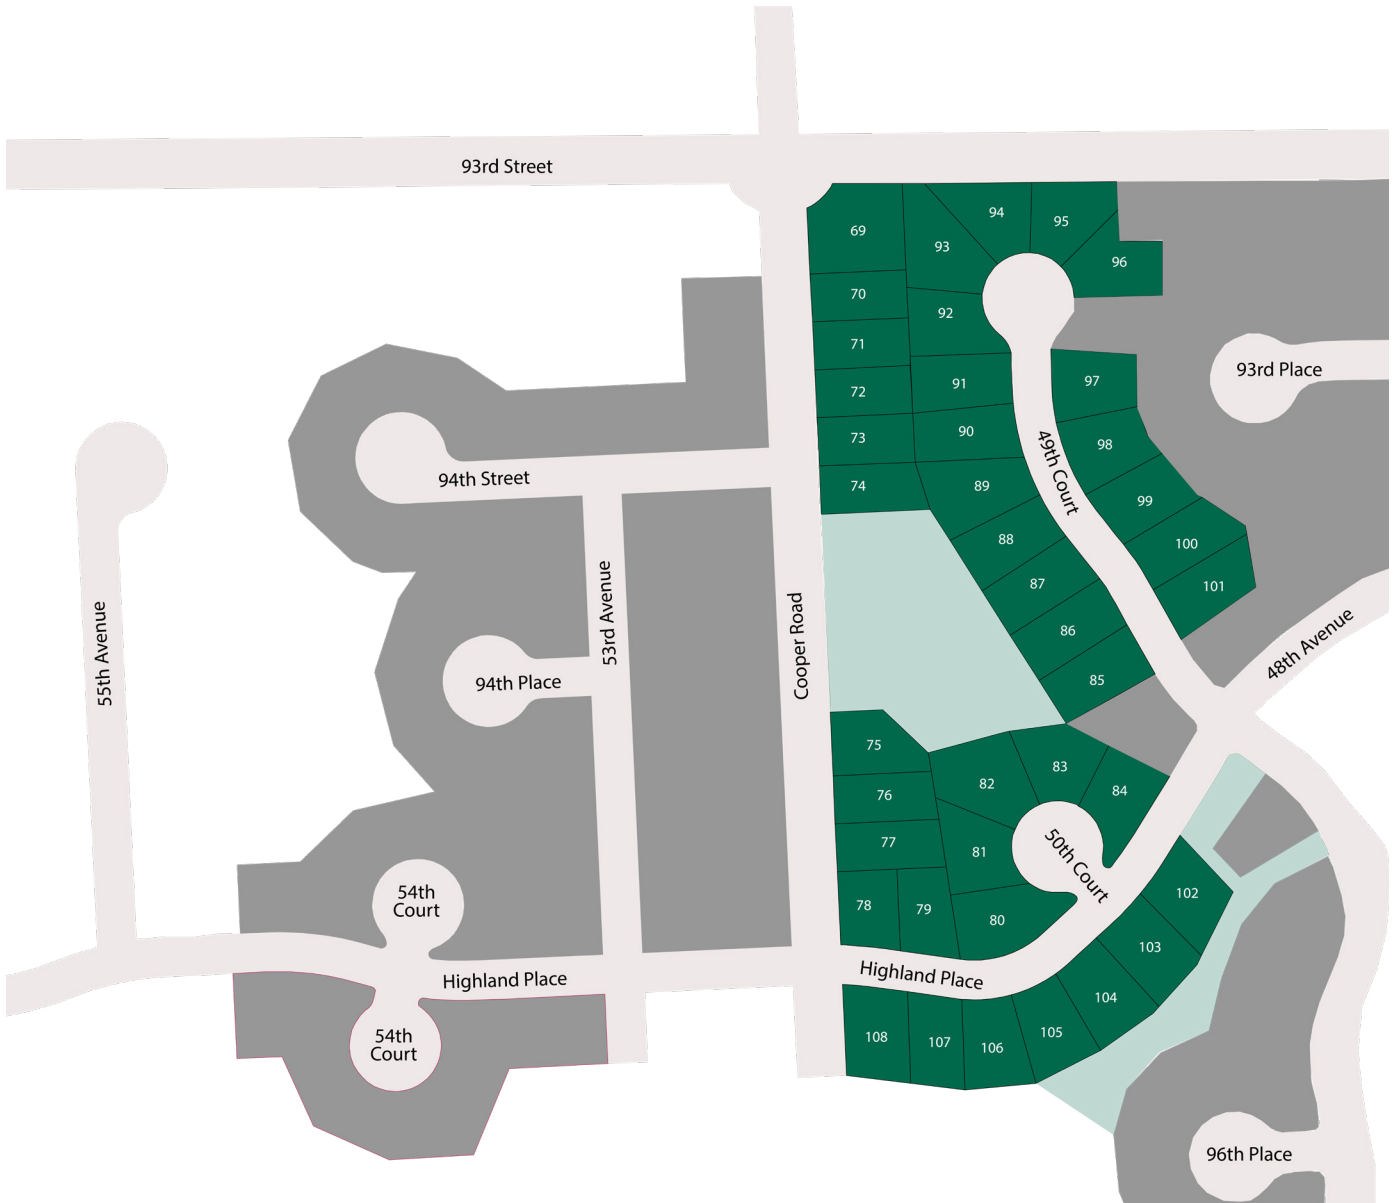 93rd Street
69
94
95
93
96
70
92
71
93rd Place
91
97
72
90
73
98
49th Court
94th Street
74
89
99
88
100
87
101
53rd Avenue
86
48th Avenue
55th Avenue
Cooper Road
94th Place
85
75
83
82
84
76
77
81
50th Court
54th
Court
78
79
80
102
103
Highland Place
Highland Place
104
54th
Court
108
107
106
105
96th Place